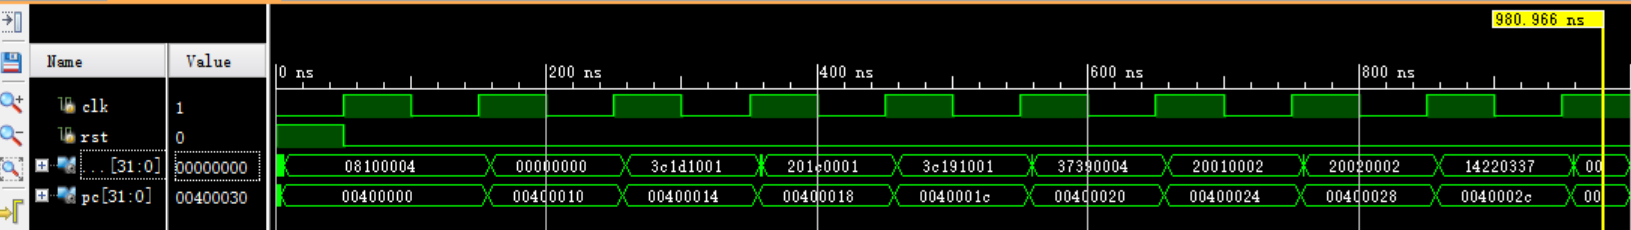 980.966 ns
Name Value
0 ns 200 ns 400 ns 600 ns 800 ns
clk 1
rst 0
...[31:0] 00000000 08100004 00000000 3c1d1001 201c0001 3c191001 37390004 20010002 20020002 14220337 00
pc[31:0] 00400030 00400000 00400010 00400014 00400018 0040001c 00400020 00400024 00400028 0040002c 00